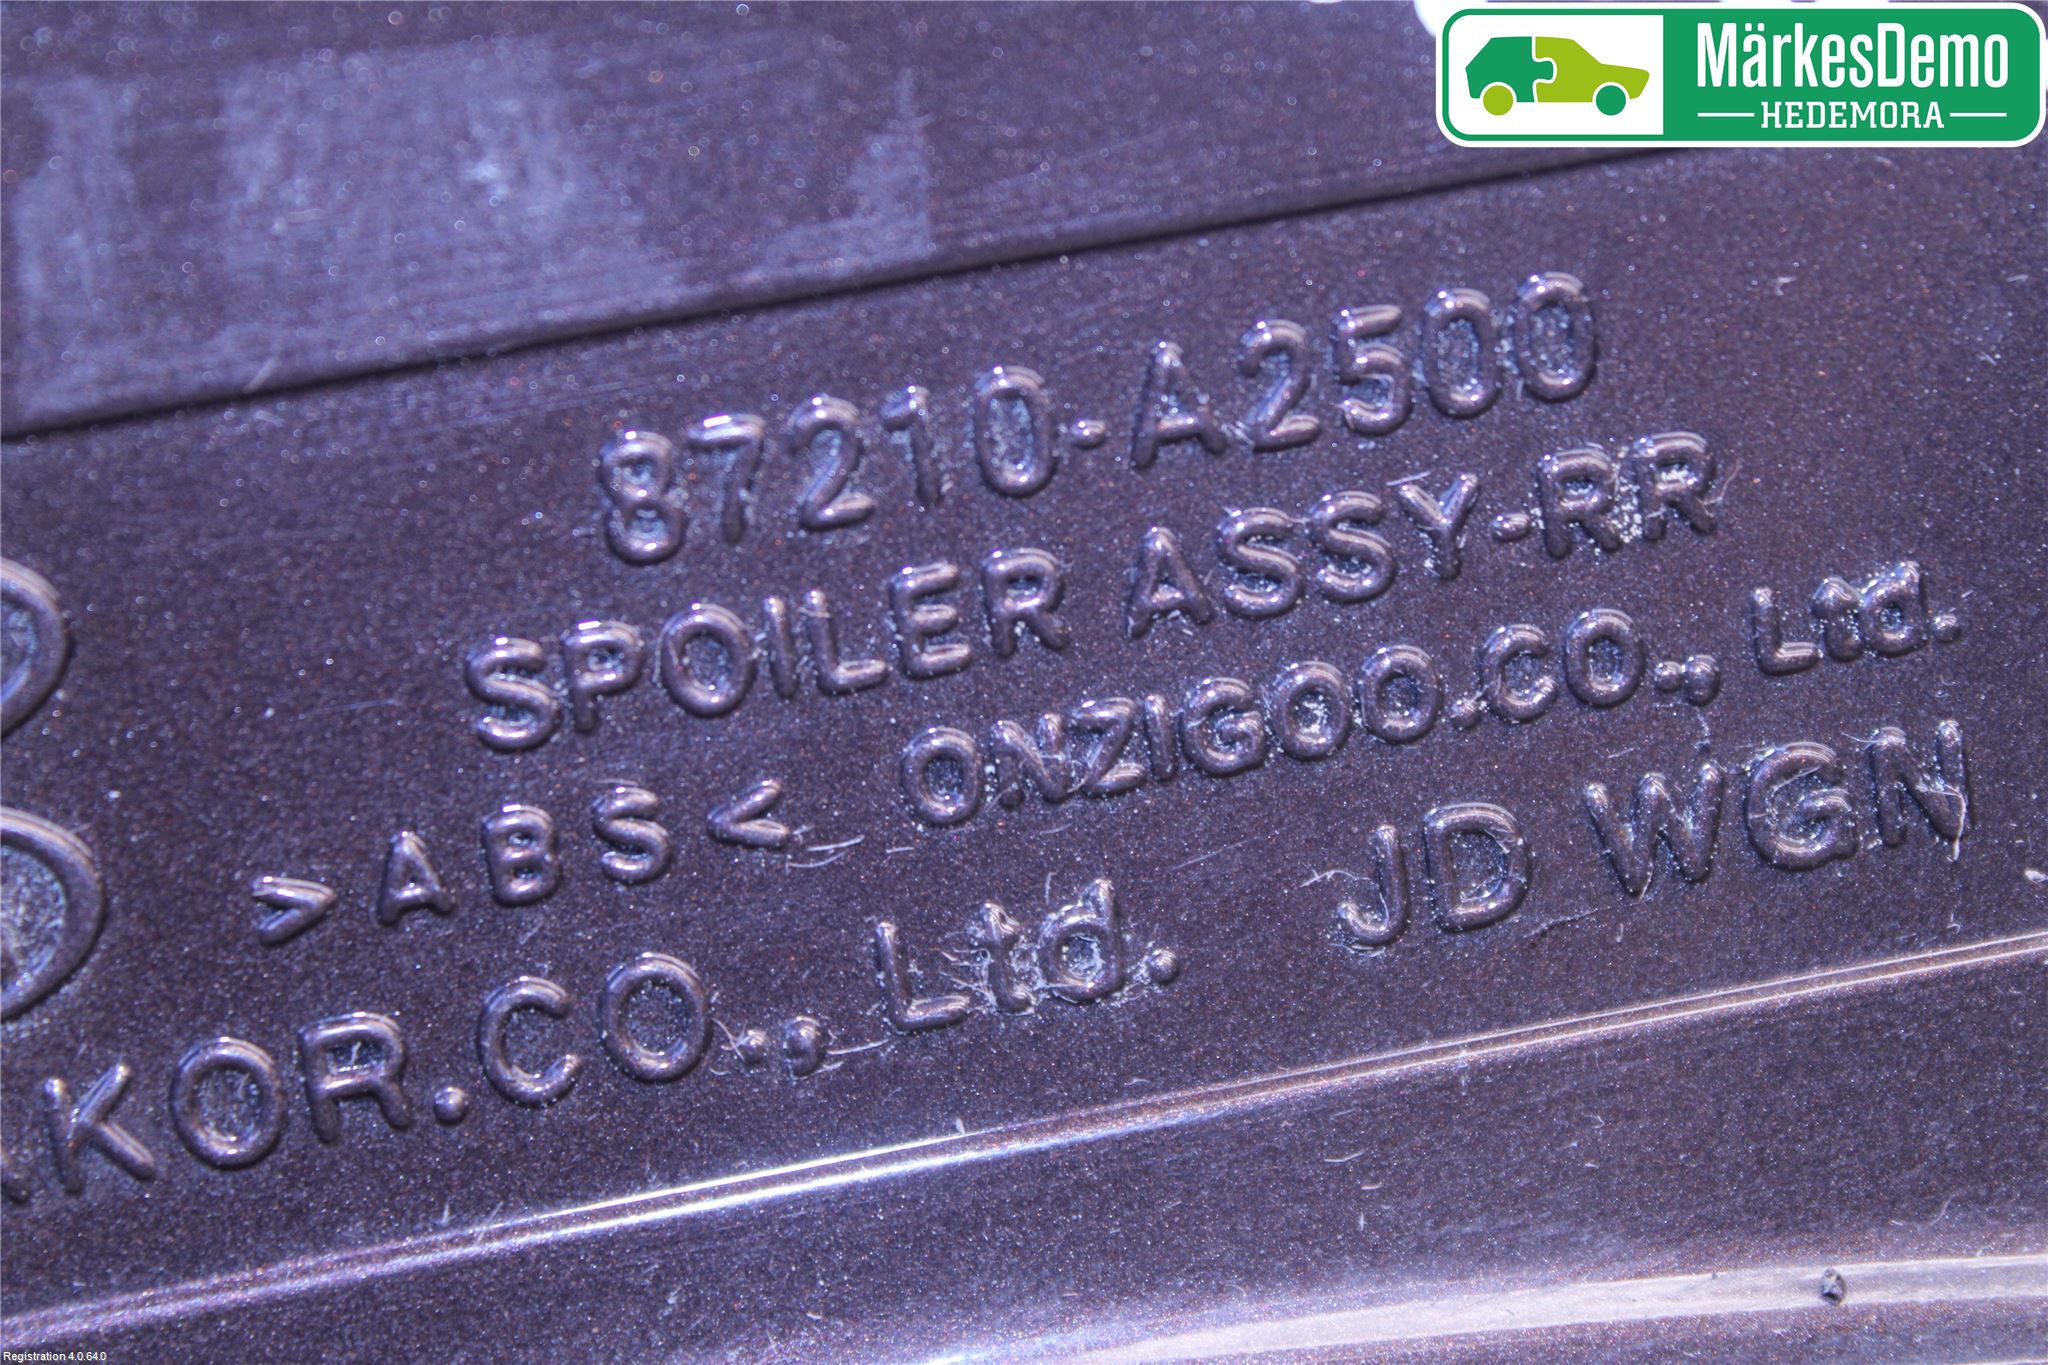 MärkesDemo
HEDEMORA
87210-A2500
SPOILER ASSY-RR
>ABS< ONZIGOO.CO., Ltd.
KOR.CO., Ltd. JD WGN
Registration 4.0.64.0